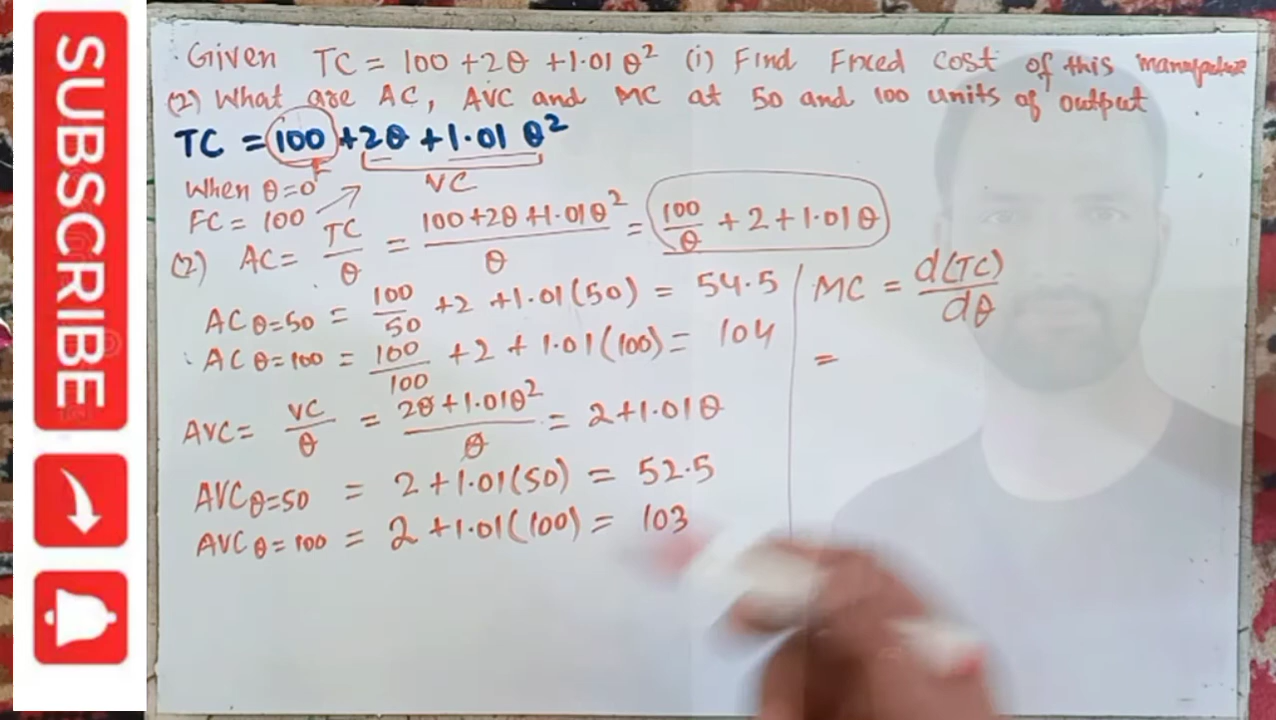 SUBSCRIBE
Given TC = 100 + 2θ + 1.01 θ² (i) Find Fixed cost of this
(2) What are AC, AVC and MC at 50 and 100 units of output
TC = 100 + 2θ + 1.01 θ²
VC
When θ=0
FC = 100
(2) AC = TC/θ = (100+2θ+1.01θ²)/θ = 100/θ + 2 + 1.01θ
AC θ=50 = 100/50 + 2 + 1.01(50) = 54.5
AC θ=100 = 100/100 + 2 + 1.01(100) = 104
AVC = VC/θ = (2θ+1.01θ²)/θ = 2+1.01θ
AVC θ=50 = 2+1.01(50) = 52.5
AVC θ=100 = 2+1.01(100) = 103
MC = d(TC)/dθ
=